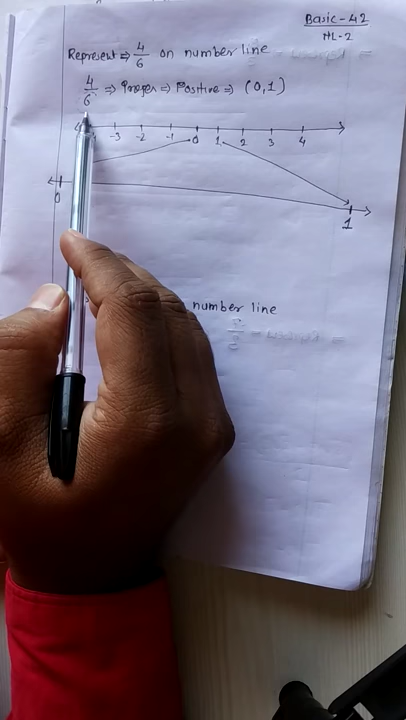 Basic-42
NL-2
Represent ⇒ 4/6 on number line
4/6 ⇒ Proper ⇒ Positive ⇒ (0,1)
-3 -2 -1 0 1 2 3 4
0 1
number line